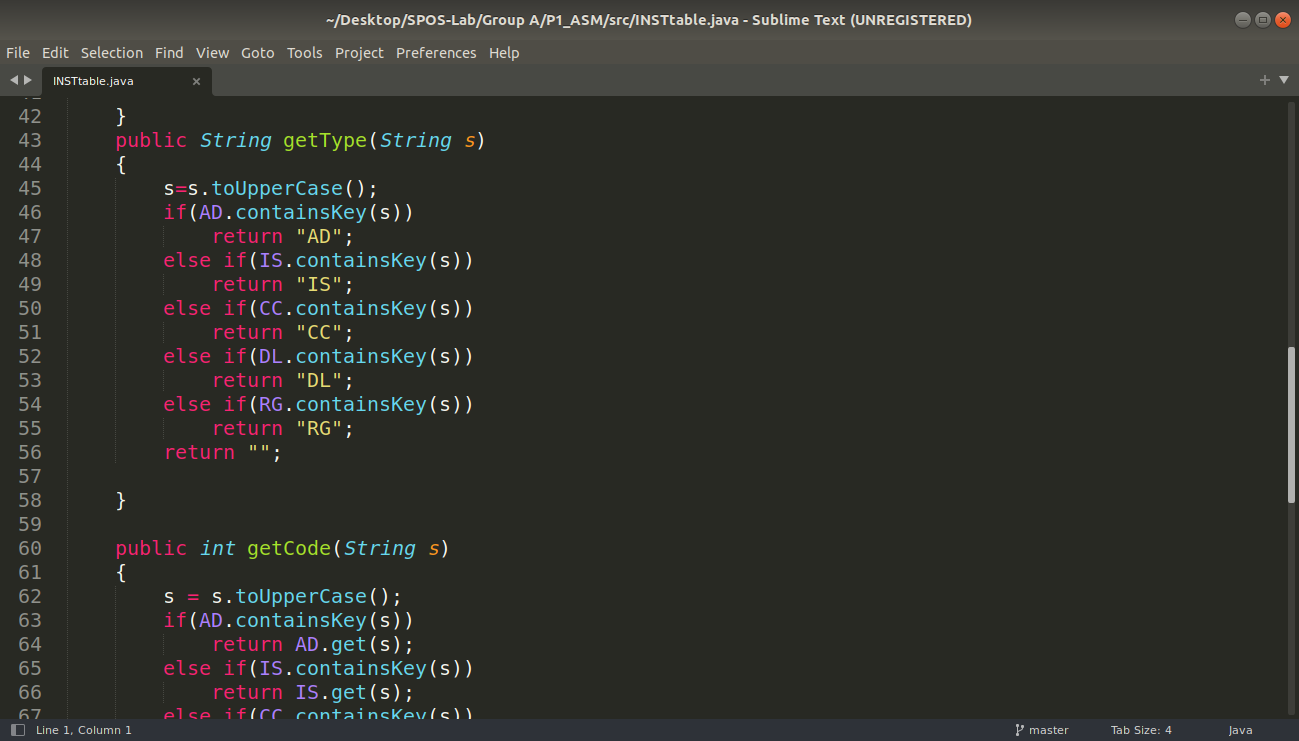 ~/Desktop/SPOS-Lab/Group A/P1_ASM/src/INSTtable.java - Sublime Text (UNREGISTERED)
File Edit Selection Find View Goto Tools Project Preferences Help
INSTtable.java
42 }
43 public String getType(String s)
44 {
45 s=s.toUpperCase();
46 if(AD.containsKey(s))
47 return "AD";
48 else if(IS.containsKey(s))
49 return "IS";
50 else if(CC.containsKey(s))
51 return "CC";
52 else if(DL.containsKey(s))
53 return "DL";
54 else if(RG.containsKey(s))
55 return "RG";
56 return "";
57
58 }
59
60 public int getCode(String s)
61 {
62 s = s.toUpperCase();
63 if(AD.containsKey(s))
64 return AD.get(s);
65 else if(IS.containsKey(s))
66 return IS.get(s);
67 else if(CC.containsKey(s))
Line 1, Column 1 master Tab Size: 4 Java